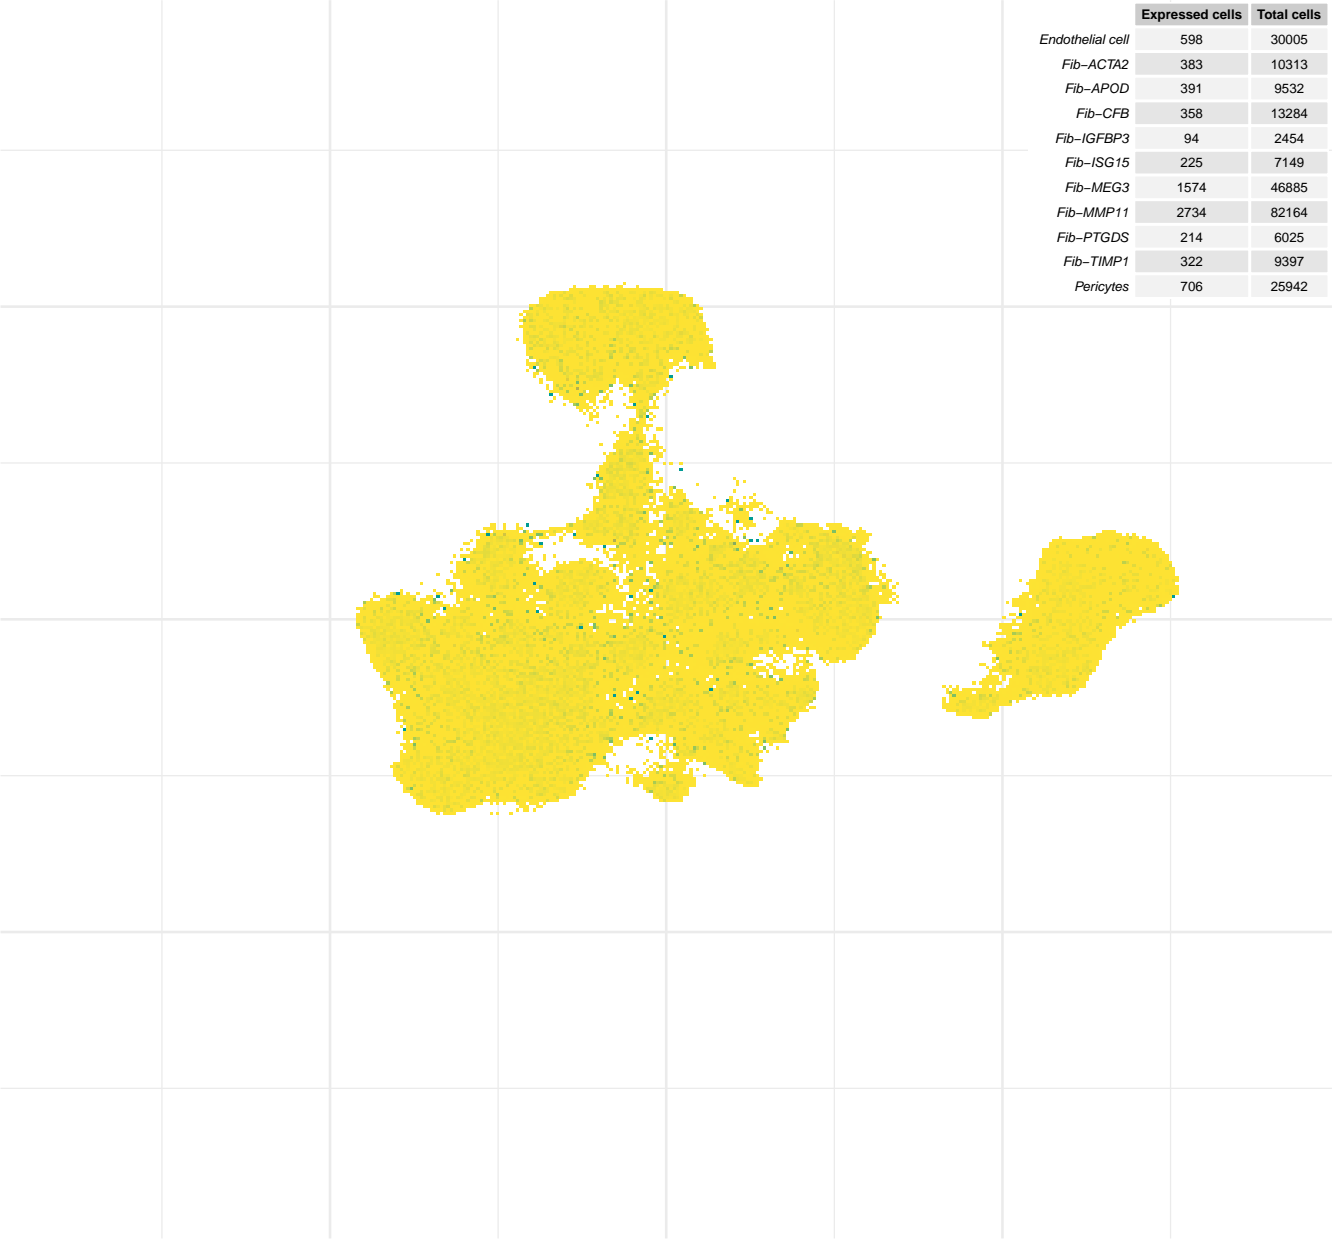 Expressed cells Total cells
Endothelial cell 598 30005
Fib−ACTA2 383 10313
Fib−APOD 391 9532
Fib−CFB 358 13284
Fib−IGFBP3 94 2454
Fib−ISG15 225 7149
Fib−MEG3 1574 46885
Fib−MMP11 2734 82164
Fib−PTGDS 214 6025
Fib−TIMP1 322 9397
Pericytes 706 25942